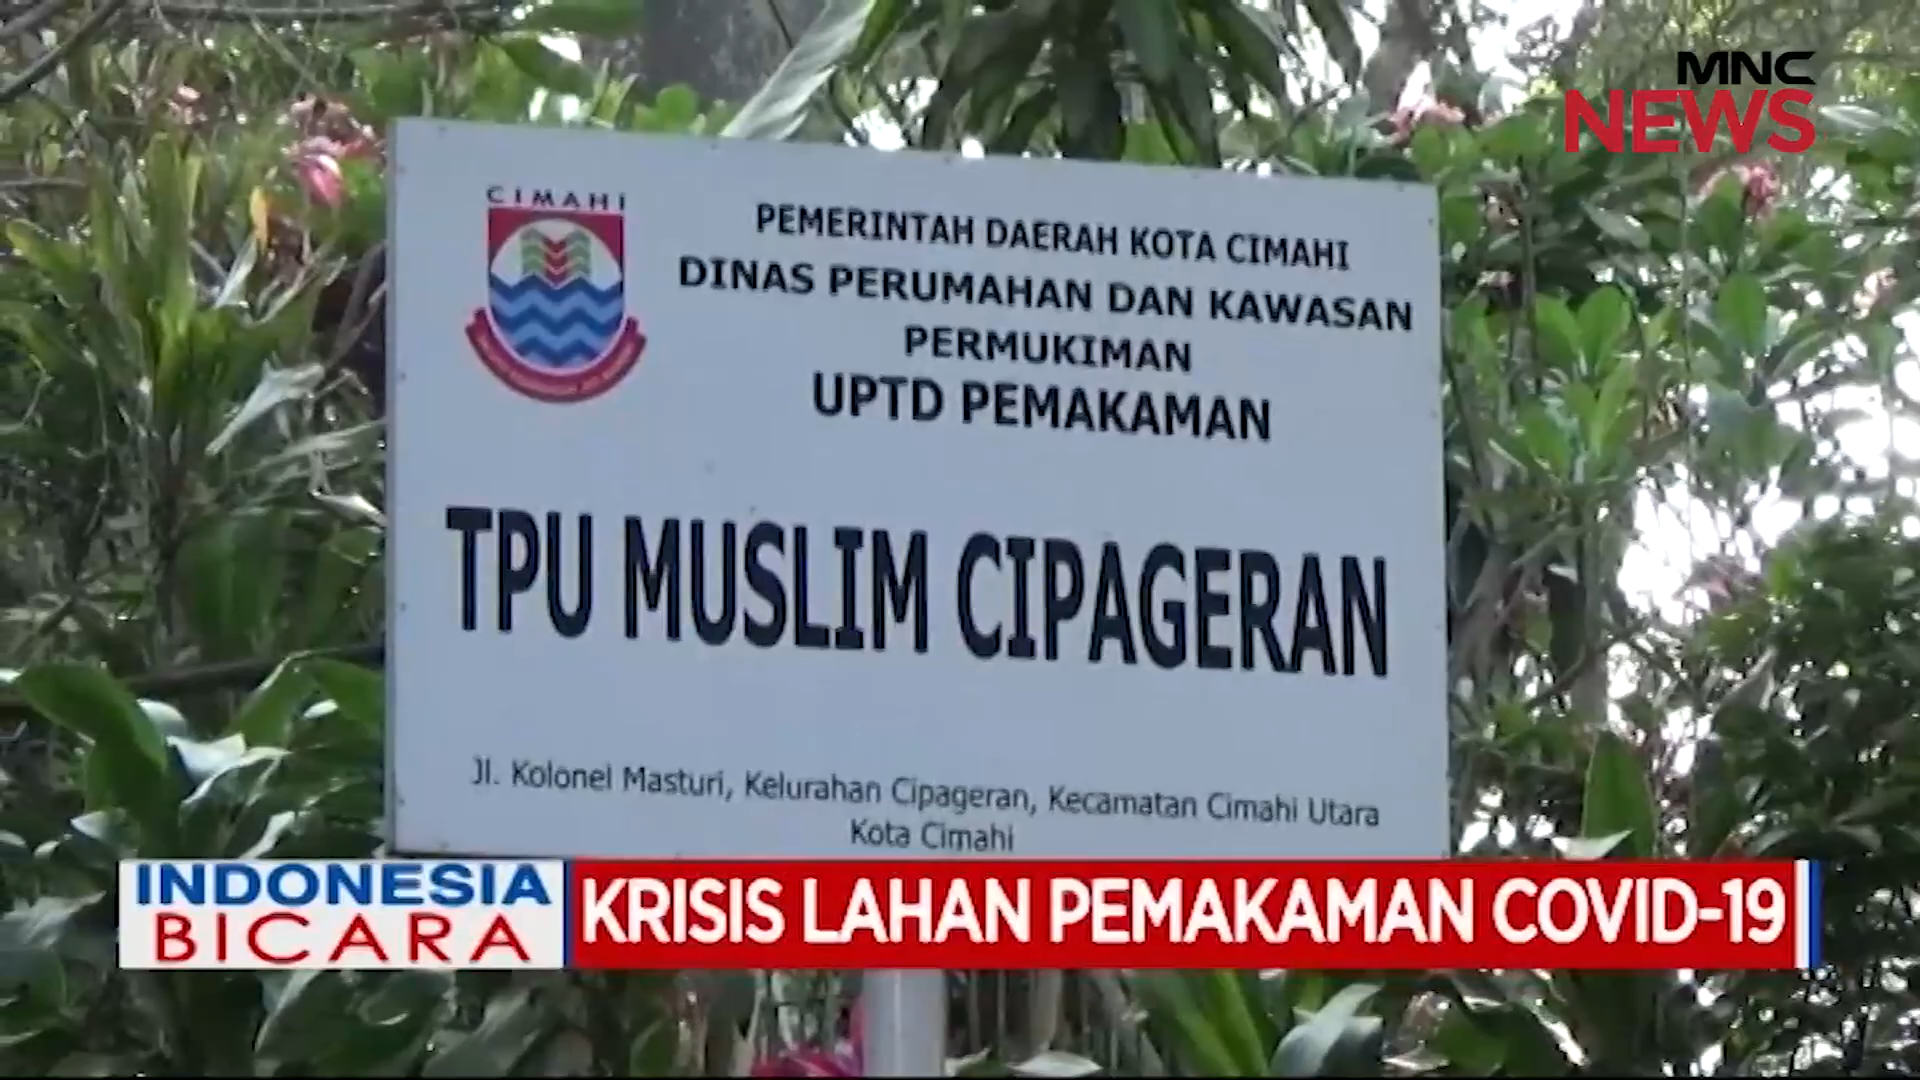 MNC
NEWS
CIMAHI
PEMERINTAH DAERAH KOTA CIMAHI
DINAS PERUMAHAN DAN KAWASAN
PERMUKIMAN
UPTD PEMAKAMAN
TPU MUSLIM CIPAGERAN
Jl. Kolonel Masturi, Kelurahan Cipageran, Kecamatan Cimahi Utara
Kota Cimahi
INDONESIA
BICARA
KRISIS LAHAN PEMAKAMAN COVID-19